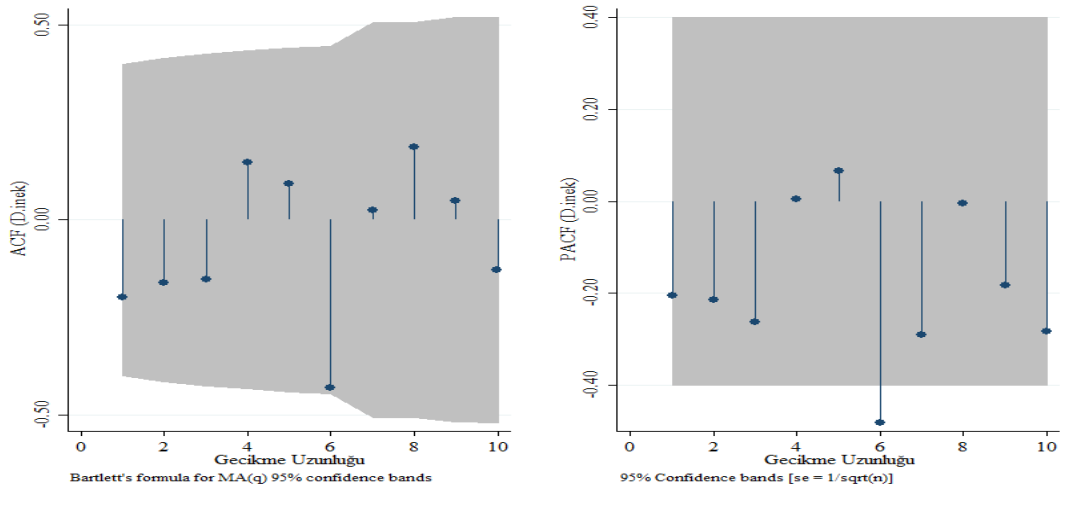 0.50
0.00
-0.50
ACF (D.inek)
0 2 4 6 8 10
Gecikme Uzunluğu
Bartlett's formula for MA(q) 95% confidence bands
0.40
0.20
0.00
-0.20
-0.40
PACF (D.inek)
0 2 4 6 8 10
Gecikme Uzunluğu
95% Confidence bands [se = 1/sqrt(n)]